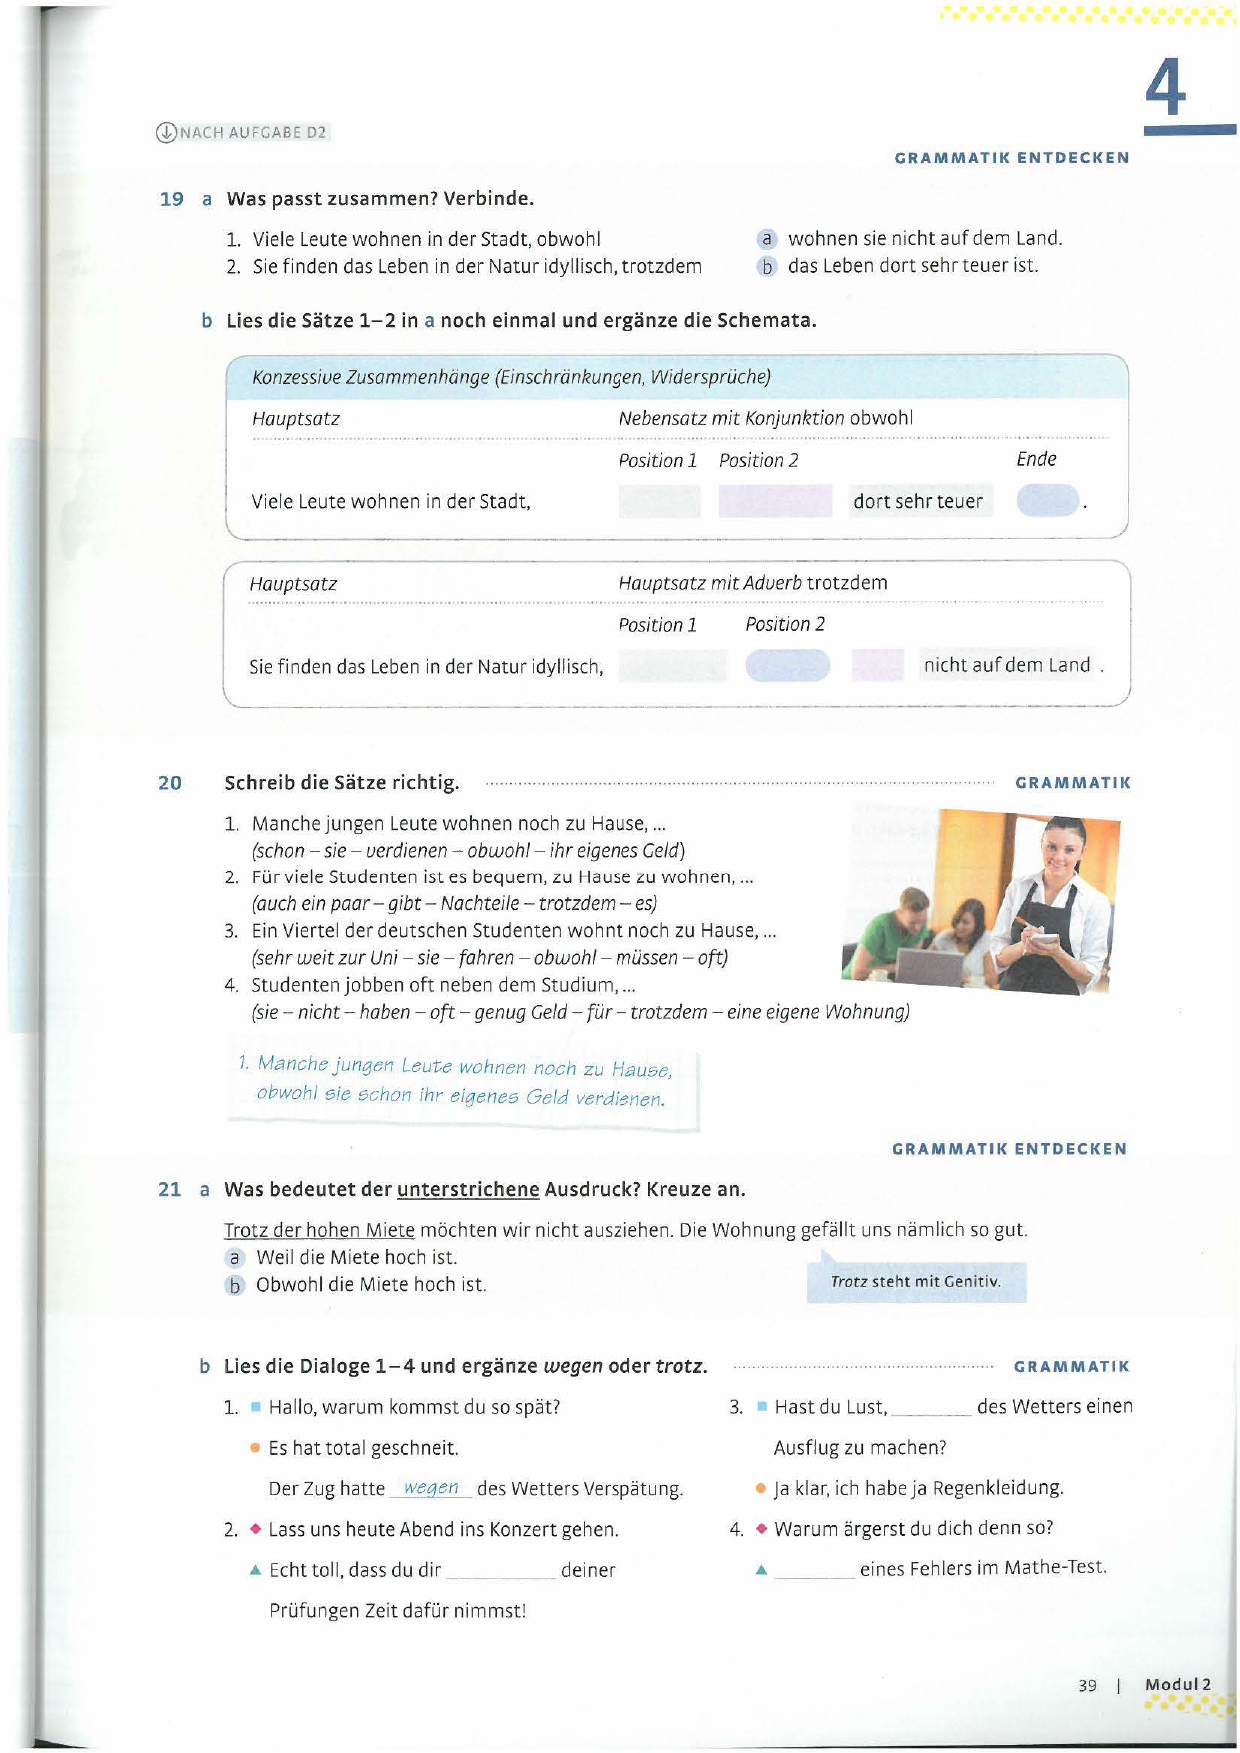 4
NACH AUFGABE D2
GRAMMATIK ENTDECKEN
19 a Was passt zusammen? Verbinde.
1. Viele Leute wohnen in der Stadt, obwohl
2. Sie finden das Leben in der Natur idyllisch, trotzdem
a wohnen sie nicht auf dem Land.
b das Leben dort sehr teuer ist.
b Lies die Sätze 1–2 in a noch einmal und ergänze die Schemata.
Konzessive Zusammenhänge (Einschränkungen, Widersprüche)
Hauptsatz Nebensatz mit Konjunktion obwohl
Position 1 Position 2 Ende
Viele Leute wohnen in der Stadt, dort sehr teuer .
Hauptsatz Hauptsatz mit Adverb trotzdem
Position 1 Position 2
Sie finden das Leben in der Natur idyllisch, nicht auf dem Land .
20 Schreib die Sätze richtig. GRAMMATIK
1. Manche jungen Leute wohnen noch zu Hause, ...
(schon – sie – verdienen – obwohl – ihr eigenes Geld)
2. Für viele Studenten ist es bequem, zu Hause zu wohnen, ...
(auch ein paar – gibt – Nachteile – trotzdem – es)
3. Ein Viertel der deutschen Studenten wohnt noch zu Hause, ...
(sehr weit zur Uni – sie – fahren – obwohl – müssen – oft)
4. Studenten jobben oft neben dem Studium, ...
(sie – nicht – haben – oft – genug Geld – für – trotzdem – eine eigene Wohnung)
1. Manche jungen Leute wohnen noch zu Hause,
obwohl sie schon ihr eigenes Geld verdienen.
GRAMMATIK ENTDECKEN
21 a Was bedeutet der unterstrichene Ausdruck? Kreuze an.
Trotz der hohen Miete möchten wir nicht ausziehen. Die Wohnung gefällt uns nämlich so gut.
a Weil die Miete hoch ist.
b Obwohl die Miete hoch ist.
Trotz steht mit Genitiv.
b Lies die Dialoge 1–4 und ergänze wegen oder trotz. GRAMMATIK
1. Hallo, warum kommst du so spät?
Es hat total geschneit.
Der Zug hatte wegen des Wetters Verspätung.
2. Lass uns heute Abend ins Konzert gehen.
Echt toll, dass du dir __________ deiner
Prüfungen Zeit dafür nimmst!
3. Hast du Lust, ________ des Wetters einen
Ausflug zu machen?
Ja klar, ich habe ja Regenkleidung.
4. Warum ärgerst du dich denn so?
________ eines Fehlers im Mathe-Test.
39 | Modul 2